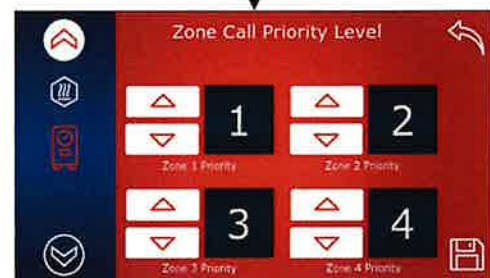 Zone Call Priority Level
1 2
Zone 1 Priority Zone 2 Priority
3 4
Zone 3 Priority Zone 4 Priority